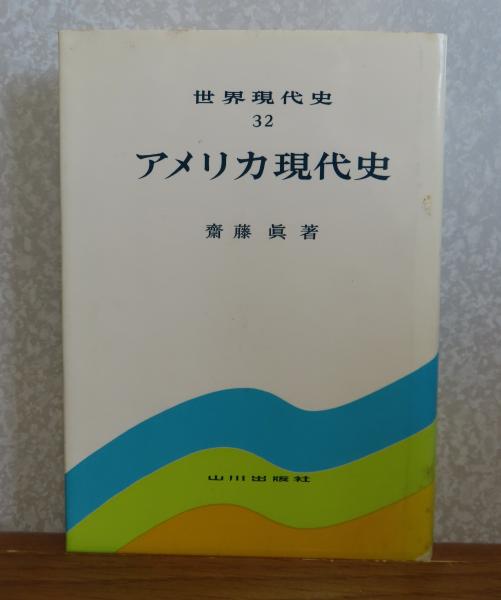 世界現代史
32
アメリカ現代史
齋藤眞著
山川出版社